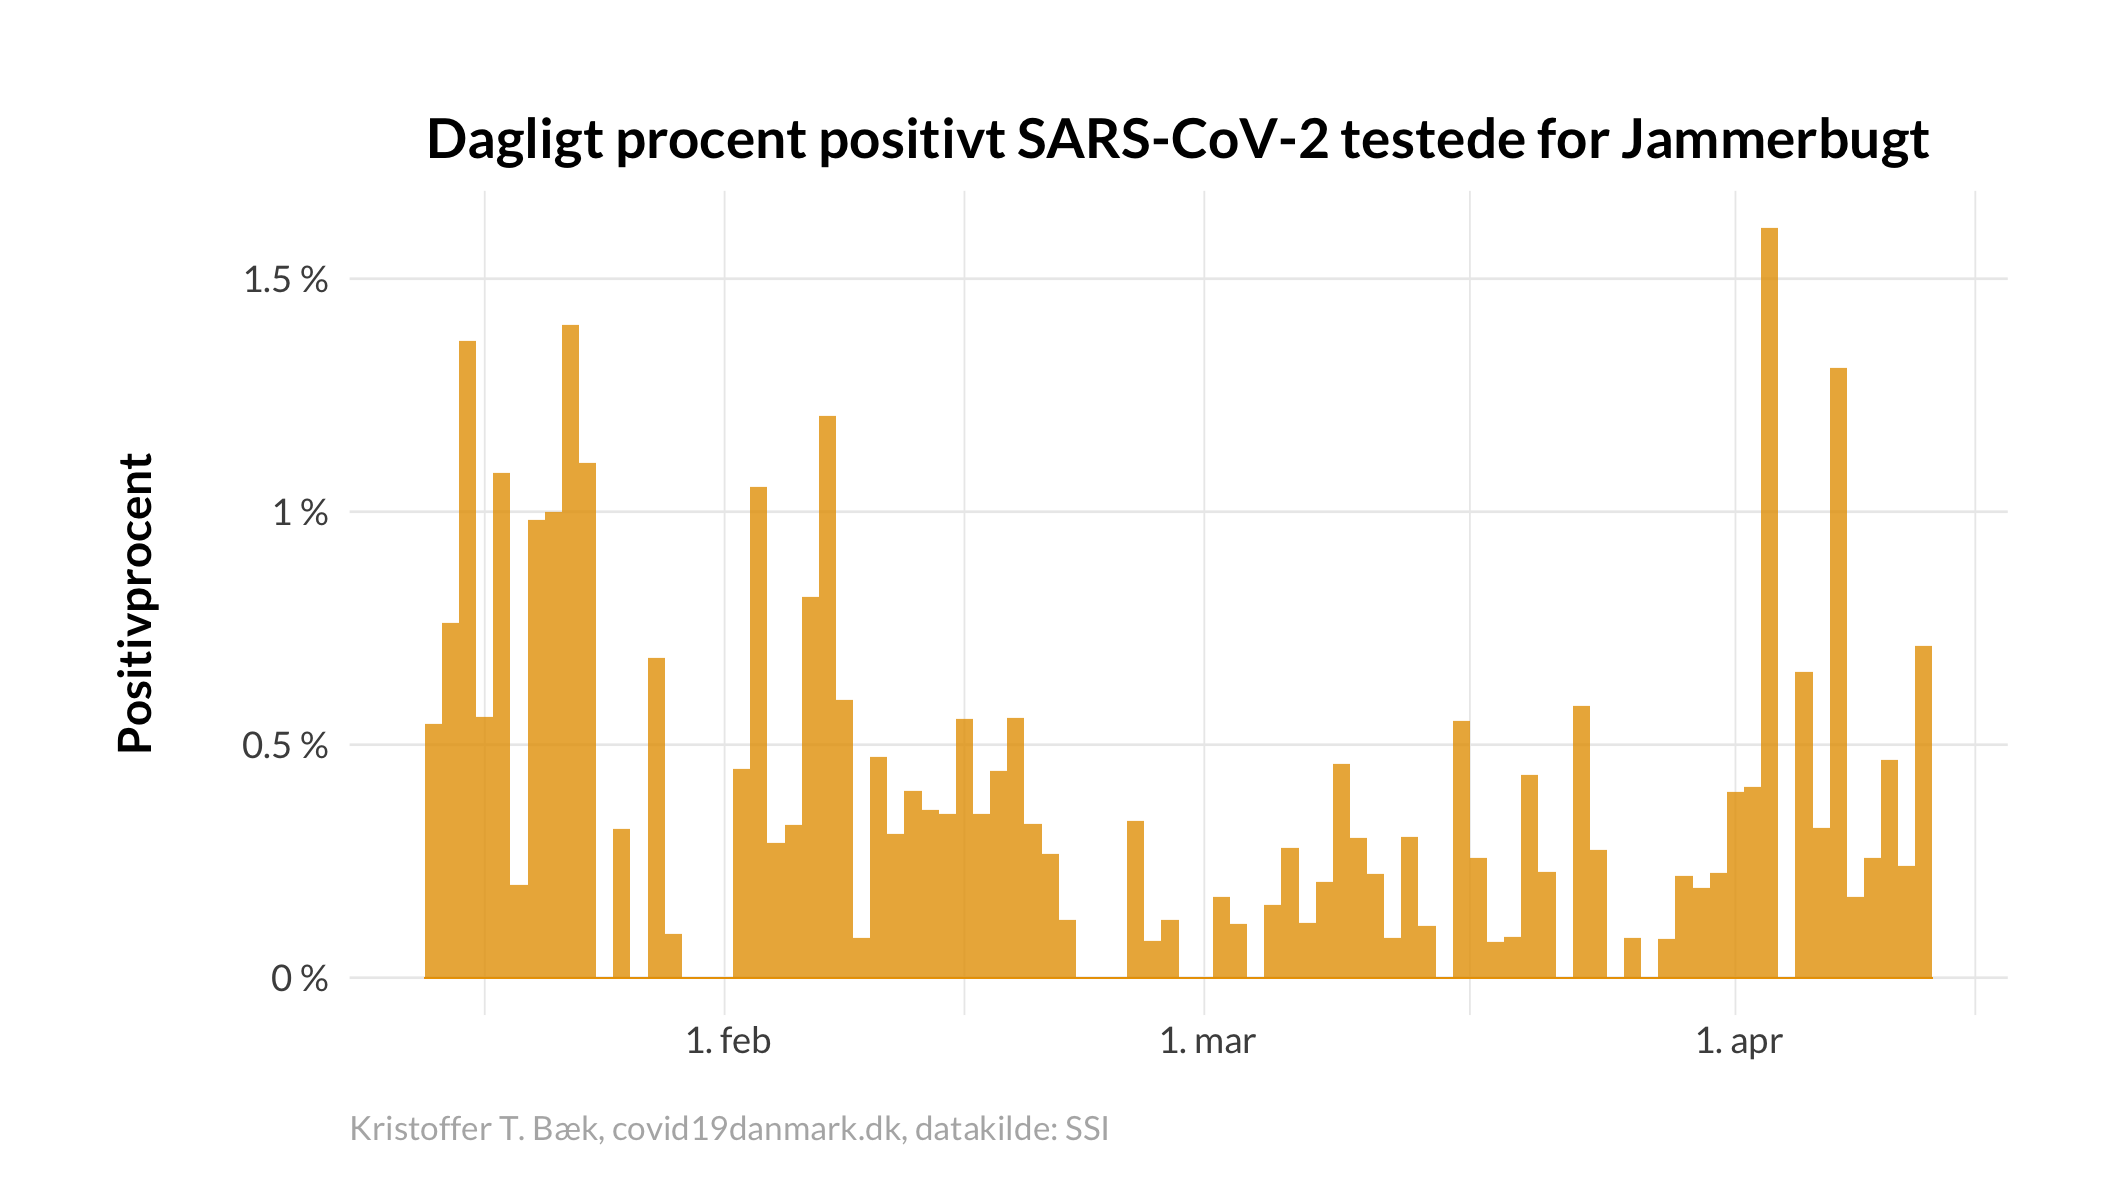 Dagligt procent positivt SARS-CoV-2 testede for Jammerbugt
Positivprocent
1.5 %
1 %
0.5 %
0 %
1. feb
1. mar
1. apr
Kristoffer T. Bæk, covid19danmark.dk, datakilde: SSI